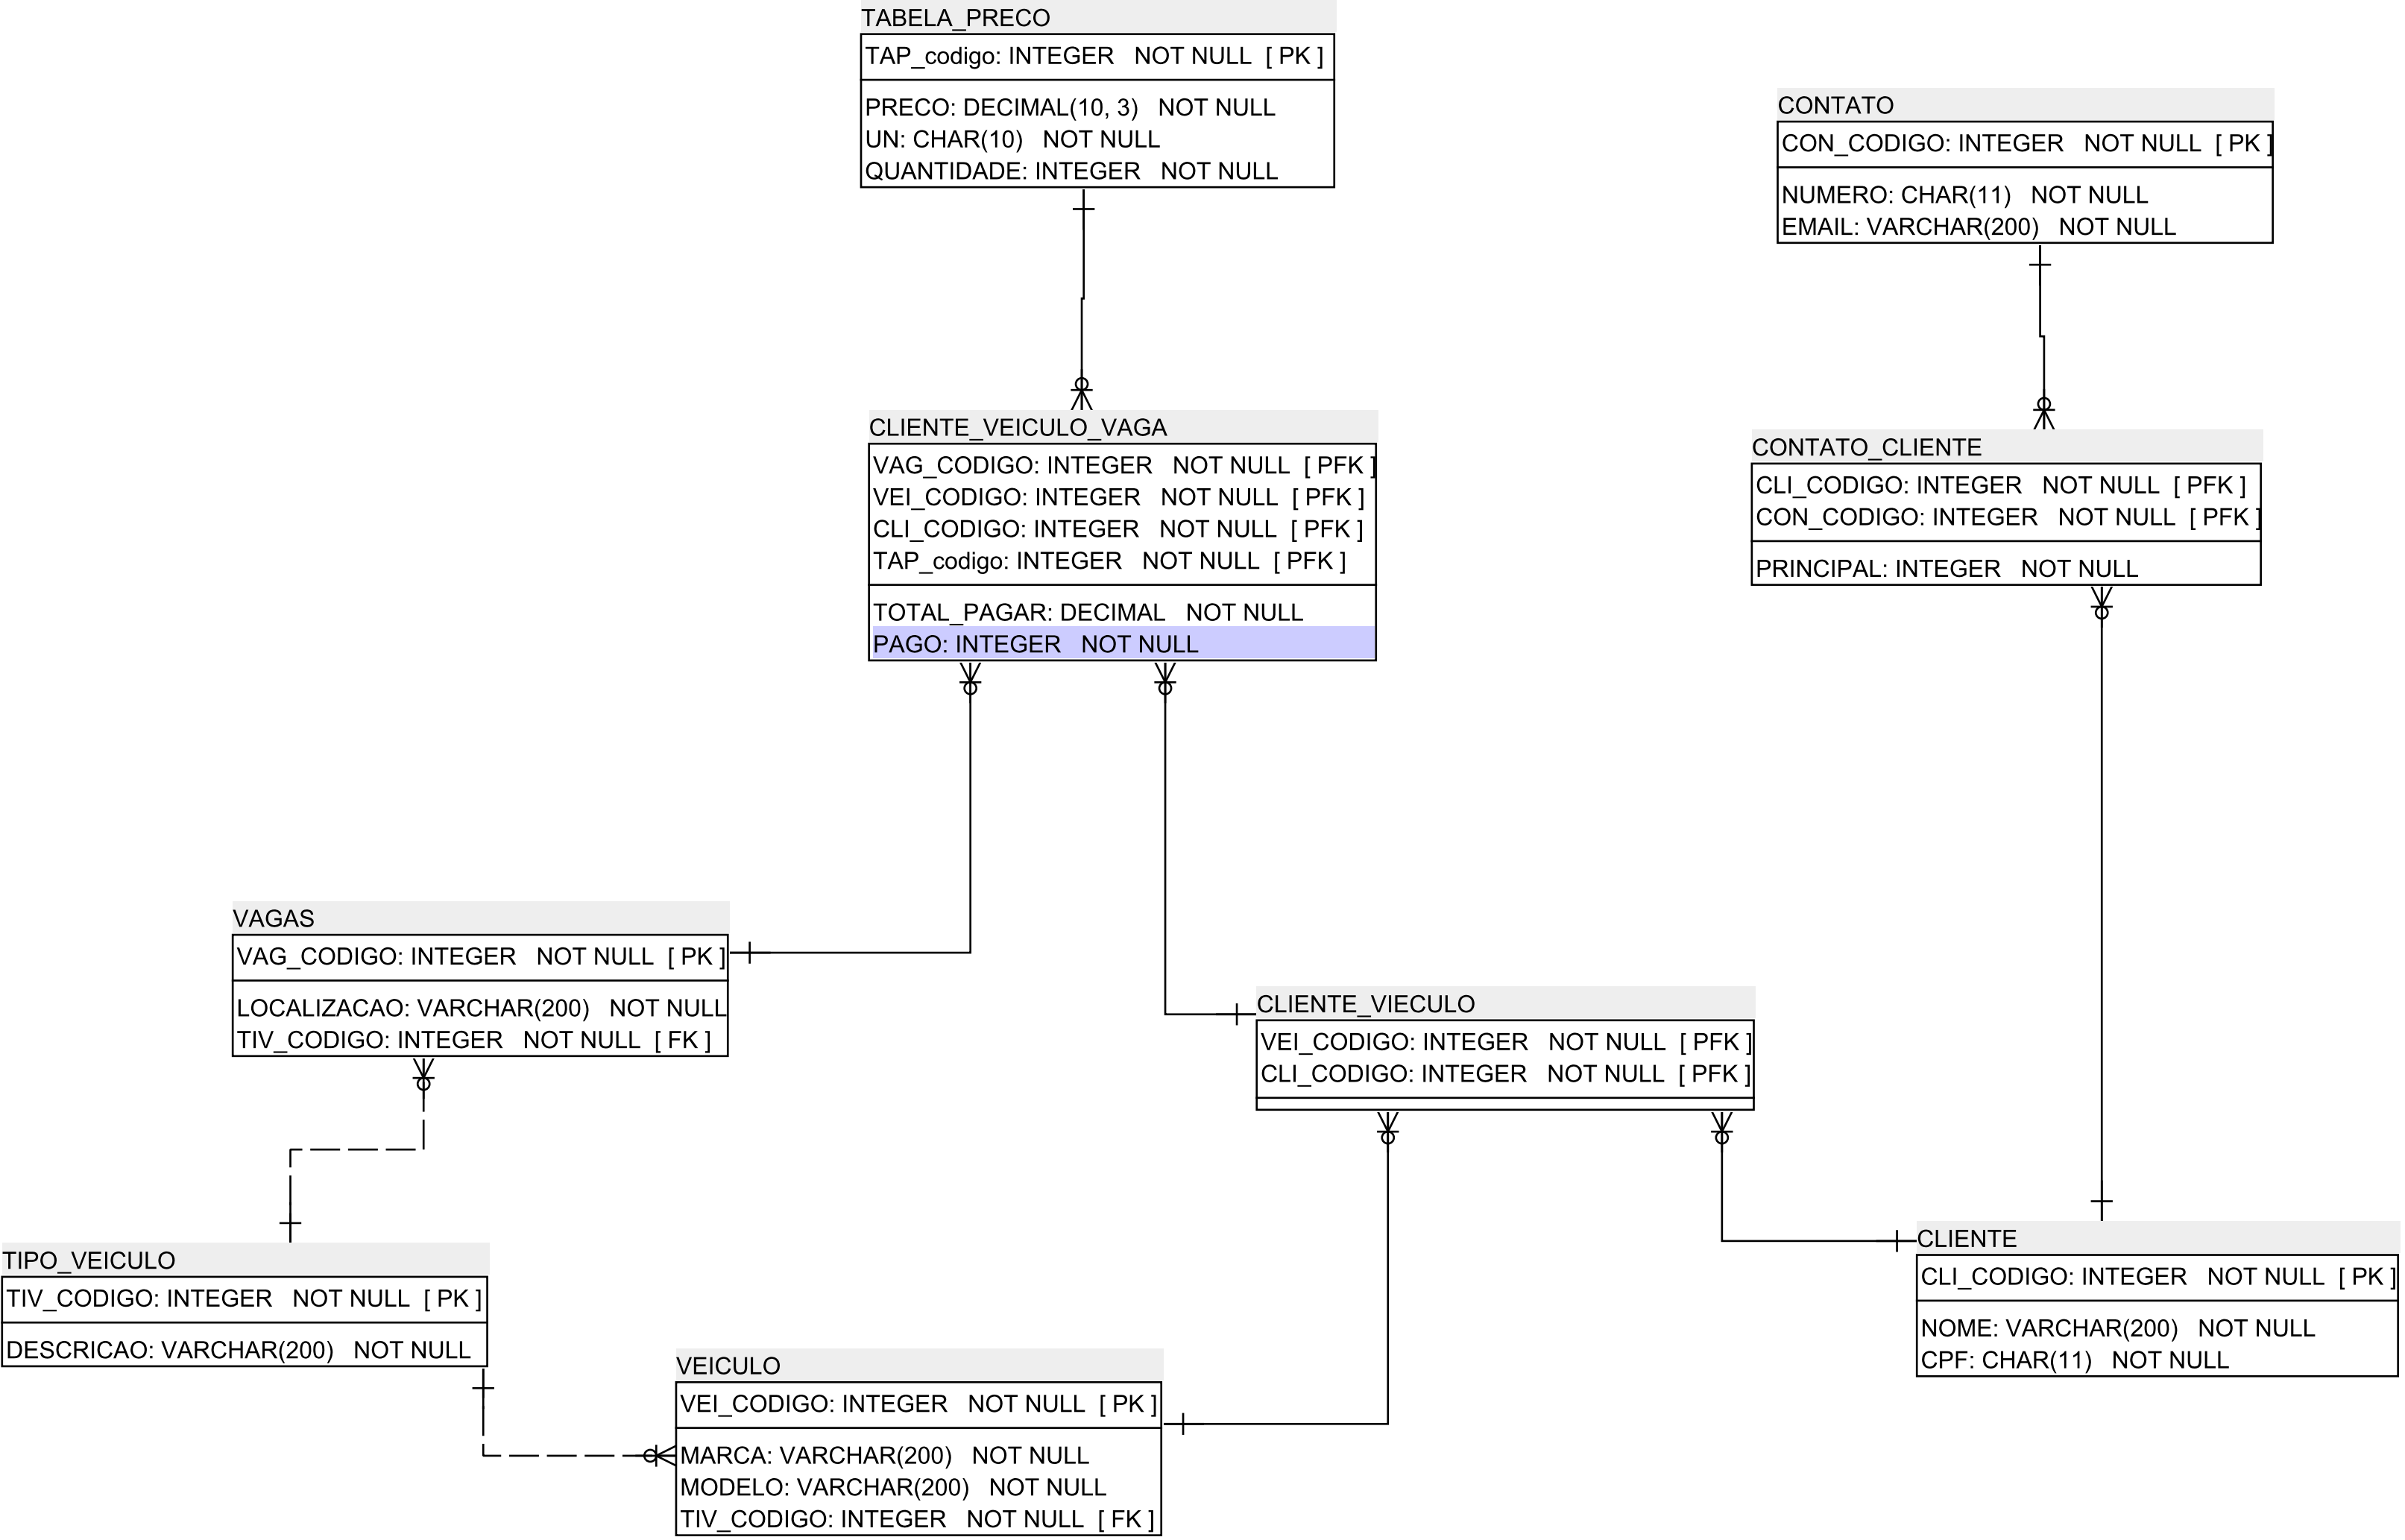 TABELA_PRECO
TAP_codigo: INTEGER NOT NULL [ PK ]
PRECO: DECIMAL(10, 3) NOT NULL
UN: CHAR(10) NOT NULL
QUANTIDADE: INTEGER NOT NULL
CONTATO
CON_CODIGO: INTEGER NOT NULL [ PK ]
NUMERO: CHAR(11) NOT NULL
EMAIL: VARCHAR(200) NOT NULL
CLIENTE_VEICULO_VAGA
VAG_CODIGO: INTEGER NOT NULL [ PFK ]
VEI_CODIGO: INTEGER NOT NULL [ PFK ]
CLI_CODIGO: INTEGER NOT NULL [ PFK ]
TAP_codigo: INTEGER NOT NULL [ PFK ]
TOTAL_PAGAR: DECIMAL NOT NULL
PAGO: INTEGER NOT NULL
CONTATO_CLIENTE
CLI_CODIGO: INTEGER NOT NULL [ PFK ]
CON_CODIGO: INTEGER NOT NULL [ PFK ]
PRINCIPAL: INTEGER NOT NULL
VAGAS
VAG_CODIGO: INTEGER NOT NULL [ PK ]
LOCALIZACAO: VARCHAR(200) NOT NULL
TIV_CODIGO: INTEGER NOT NULL [ FK ]
CLIENTE_VIECULO
VEI_CODIGO: INTEGER NOT NULL [ PFK ]
CLI_CODIGO: INTEGER NOT NULL [ PFK ]
TIPO_VEICULO
TIV_CODIGO: INTEGER NOT NULL [ PK ]
DESCRICAO: VARCHAR(200) NOT NULL
CLIENTE
CLI_CODIGO: INTEGER NOT NULL [ PK ]
NOME: VARCHAR(200) NOT NULL
CPF: CHAR(11) NOT NULL
VEICULO
VEI_CODIGO: INTEGER NOT NULL [ PK ]
MARCA: VARCHAR(200) NOT NULL
MODELO: VARCHAR(200) NOT NULL
TIV_CODIGO: INTEGER NOT NULL [ FK ]